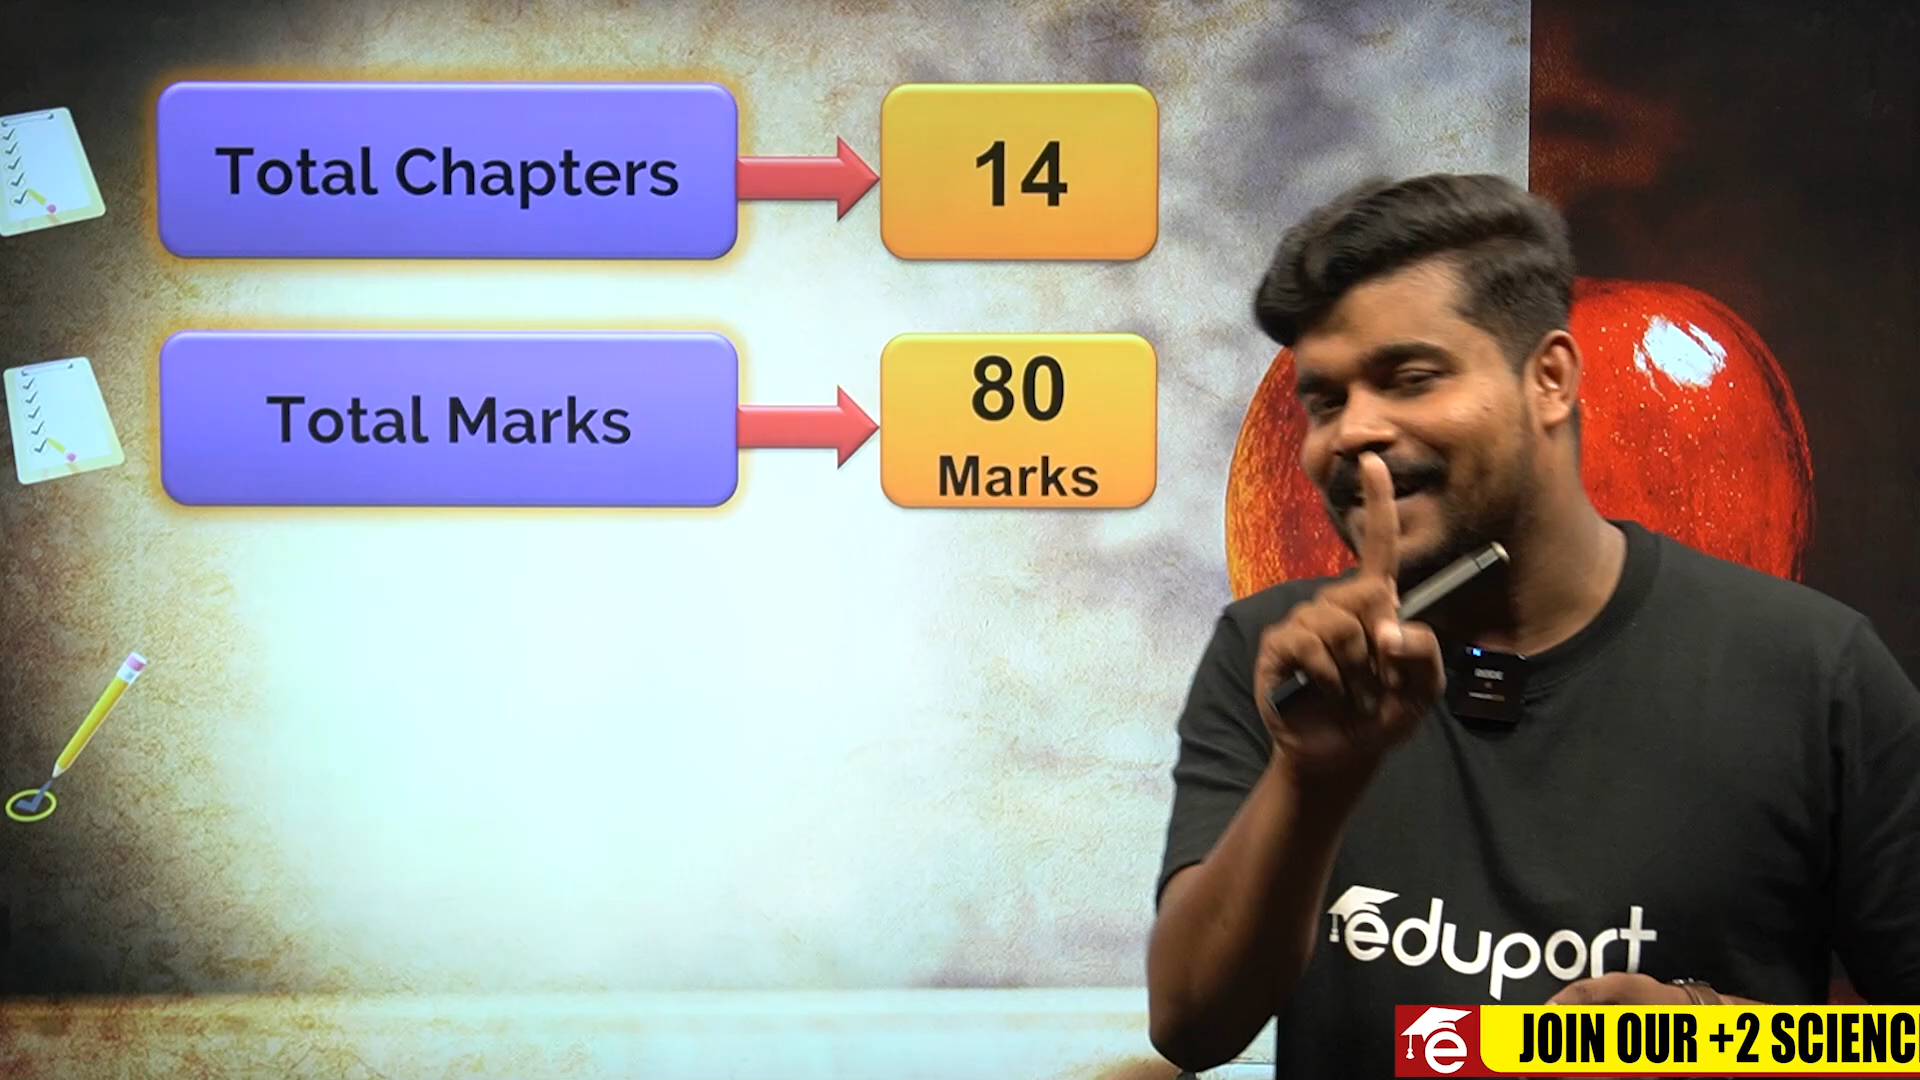 Total Chapters
14
Total Marks
80
Marks
eduport
e
JOIN OUR +2 SCIENC